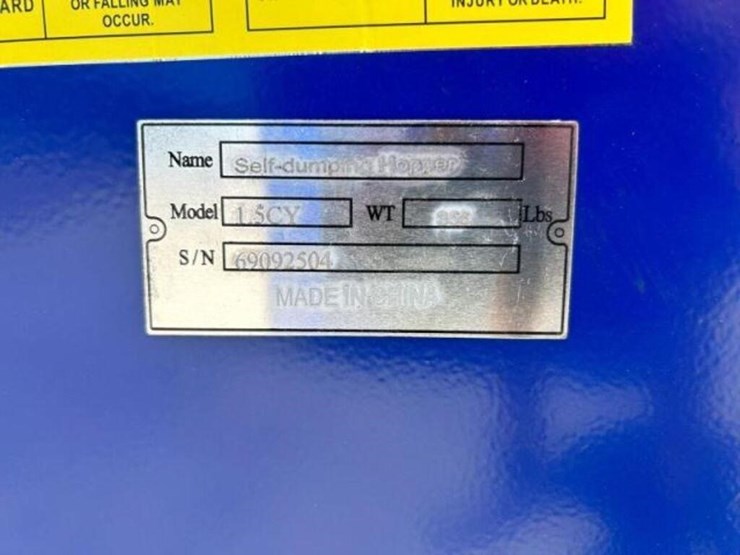 ARD
OR FALLING MAY
OCCUR.
INJURY OR DEATH.
Name Self-dumping Hopper
Model 1.5CY WT Lbs
S/N 69092504
MADE IN CHINA